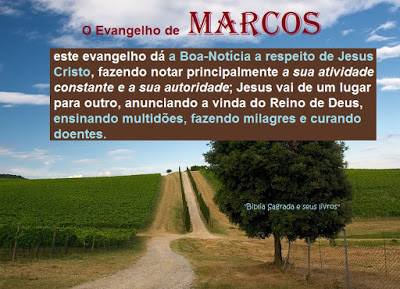 O Evangelho de MARCOS
este evangelho dá a Boa-Notícia a respeito de Jesus
Cristo, fazendo notar principalmente a sua atividade
constante e a sua autoridade; Jesus vai de um lugar
para outro, anunciando a vinda do Reino de Deus,
ensinando multidões, fazendo milagres e curando
doentes.
"Bíblia Sagrada e seus livros"